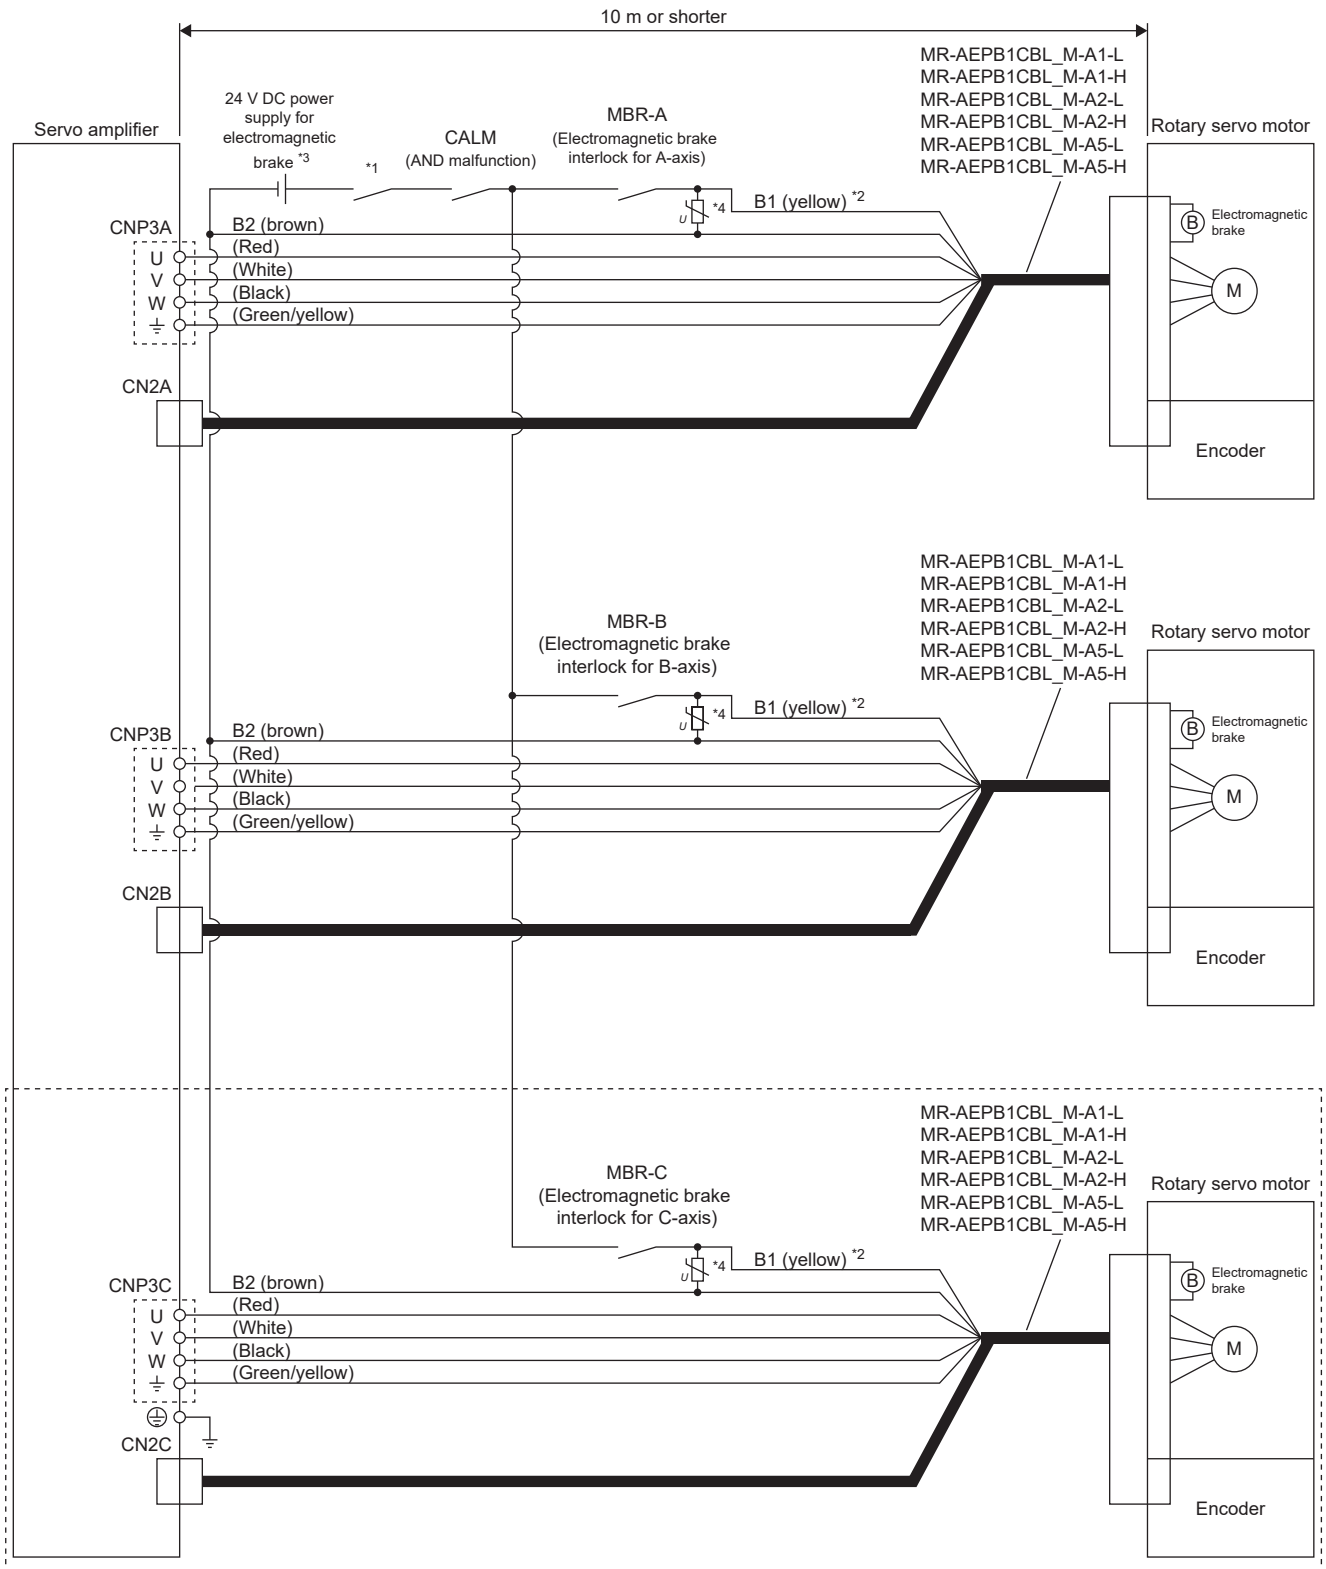 10 m or shorter
MR-AEPB1CBL_M-A1-L
MR-AEPB1CBL_M-A1-H
MR-AEPB1CBL_M-A2-L
MR-AEPB1CBL_M-A2-H
MR-AEPB1CBL_M-A5-L
MR-AEPB1CBL_M-A5-H
24 V DC power
supply for
electromagnetic
brake *3
Servo amplifier
*1
CALM
(AND malfunction)
MBR-A
(Electromagnetic brake
interlock for A-axis)
Rotary servo motor
B1 (yellow) *2
U
*4
CNP3A
B2 (brown)
U
(Red)
V
(White)
W
(Black)
(Green/yellow)
B
Electromagnetic
brake
M
CN2A
Encoder
MR-AEPB1CBL_M-A1-L
MR-AEPB1CBL_M-A1-H
MR-AEPB1CBL_M-A2-L
MR-AEPB1CBL_M-A2-H
MR-AEPB1CBL_M-A5-L
MR-AEPB1CBL_M-A5-H
MBR-B
(Electromagnetic brake
interlock for B-axis)
Rotary servo motor
B1 (yellow) *2
U
*4
CNP3B
B2 (brown)
U
(Red)
V
(White)
W
(Black)
(Green/yellow)
B
Electromagnetic
brake
M
CN2B
Encoder
MR-AEPB1CBL_M-A1-L
MR-AEPB1CBL_M-A1-H
MR-AEPB1CBL_M-A2-L
MR-AEPB1CBL_M-A2-H
MR-AEPB1CBL_M-A5-L
MR-AEPB1CBL_M-A5-H
MBR-C
(Electromagnetic brake
interlock for C-axis)
Rotary servo motor
B1 (yellow) *2
U
*4
CNP3C
B2 (brown)
U
(Red)
V
(White)
W
(Black)
(Green/yellow)
B
Electromagnetic
brake
M
CN2C
Encoder